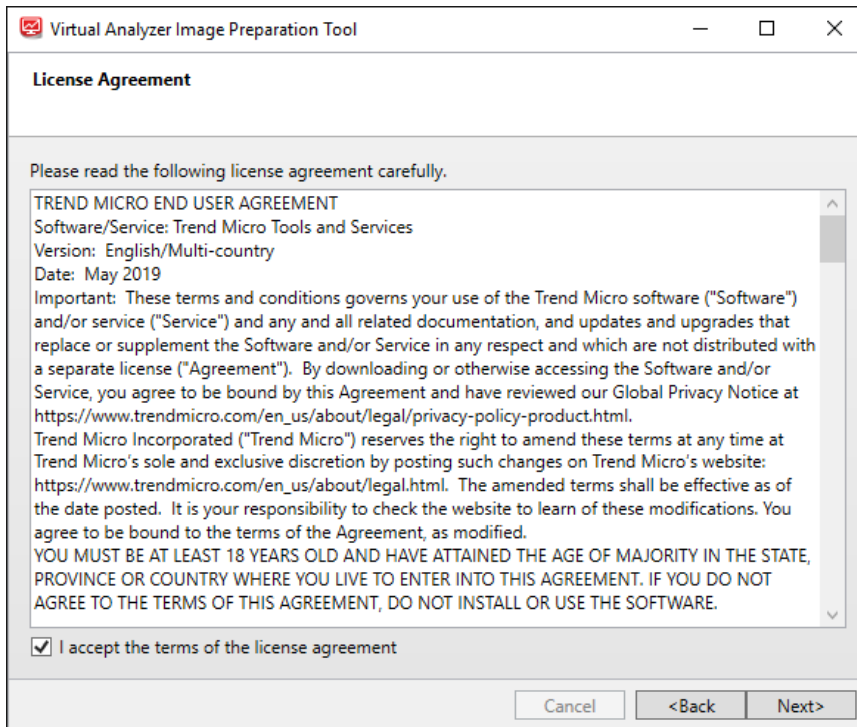 Virtual Analyzer Image Preparation Tool
License Agreement
Please read the following license agreement carefully.
TREND MICRO END USER AGREEMENT
Software/Service: Trend Micro Tools and Services
Version:  English/Multi-country
Date:  May 2019
Important:  These terms and conditions governs your use of the Trend Micro software ("Software")
and/or service ("Service") and any and all related documentation, and updates and upgrades that
replace or supplement the Software and/or Service in any respect and which are not distributed with
a separate license ("Agreement").  By downloading or otherwise accessing the Software and/or
Service, you agree to be bound by this Agreement and have reviewed our Global Privacy Notice at
https://www.trendmicro.com/en_us/about/legal/privacy-policy-product.html.
Trend Micro Incorporated ("Trend Micro") reserves the right to amend these terms at any time at
Trend Micro’s sole and exclusive discretion by posting such changes on Trend Micro’s website:
https://www.trendmicro.com/en_us/about/legal.html.  The amended terms shall be effective as of
the date posted.  It is your responsibility to check the website to learn of these modifications. You
agree to be bound to the terms of the Agreement, as modified.
YOU MUST BE AT LEAST 18 YEARS OLD AND HAVE ATTAINED THE AGE OF MAJORITY IN THE STATE,
PROVINCE OR COUNTRY WHERE YOU LIVE TO ENTER INTO THIS AGREEMENT. IF YOU DO NOT
AGREE TO THE TERMS OF THIS AGREEMENT, DO NOT INSTALL OR USE THE SOFTWARE.
I accept the terms of the license agreement
Cancel <Back Next>